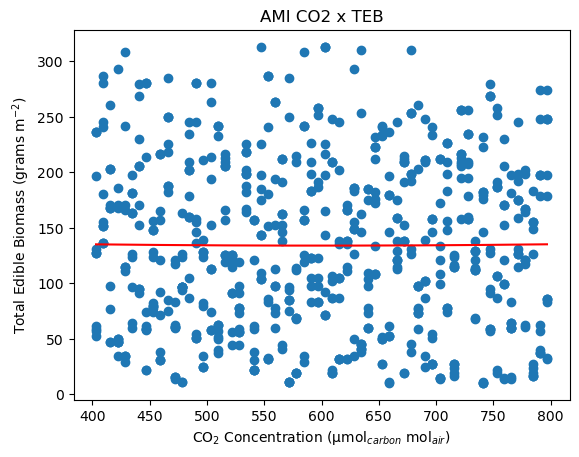 AMI CO2 x TEB
Total Edible Biomass (grams m⁻²)
300
250
200
150
100
50
0
400 450 500 550 600 650 700 750 800
CO₂ Concentration (μmol_carbon mol_air)